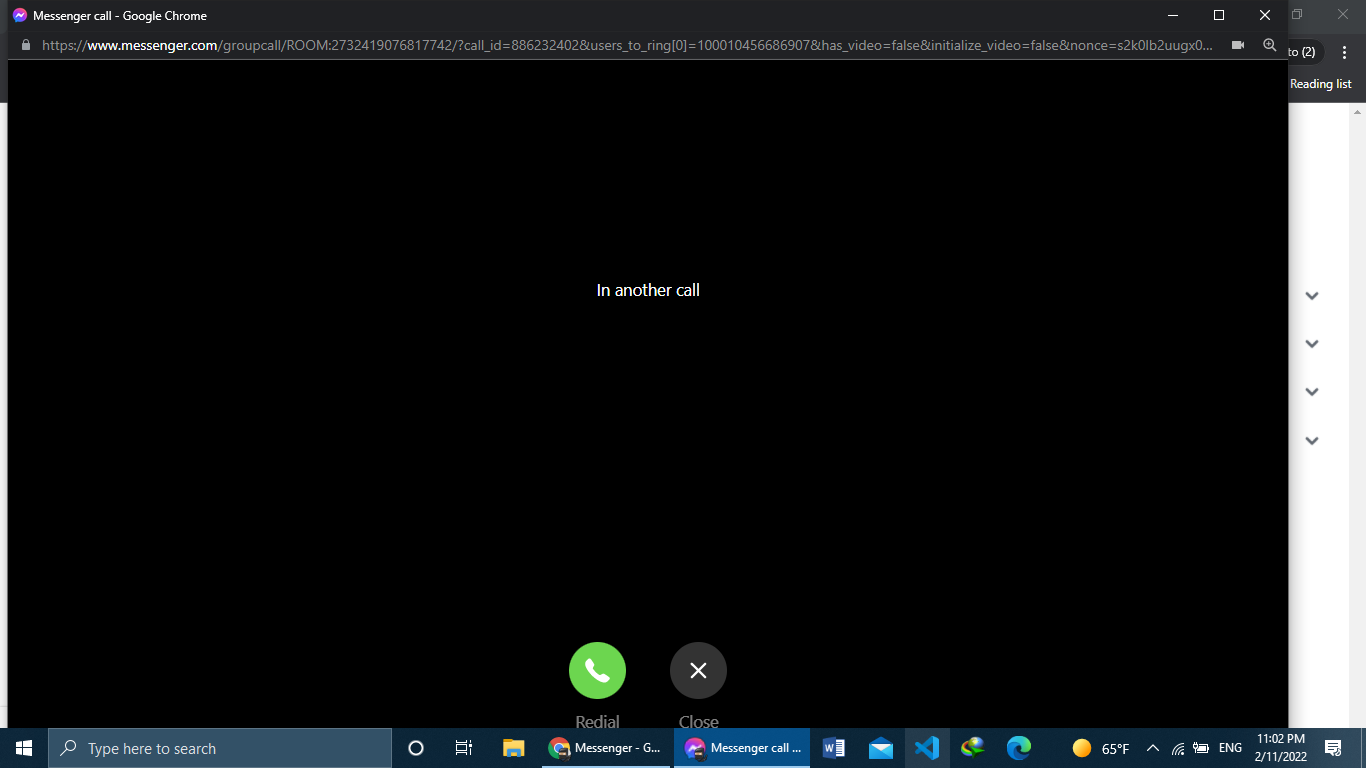 Messenger call - Google Chrome
https://www.messenger.com/groupcall/ROOM:2732419076817742/?call_id=886232402&users_to_ring[0]=100010456686907&has_video=false&initialize_video=false&nonce=s2k0lb2uugx0...
to (2)
Reading list
In another call
Redial
Close
Type here to search
Messenger - G...
Messenger call ...
65°F
ENG
11:02 PM
2/11/2022